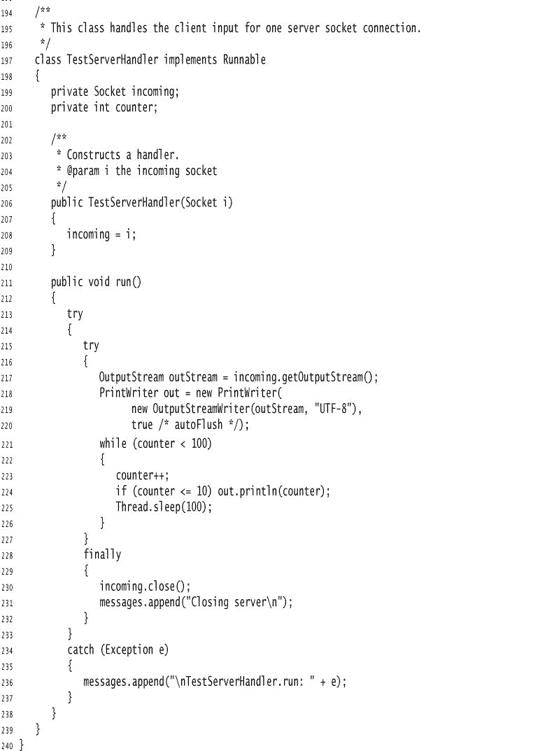 194 /**
195  * This class handles the client input for one server socket connection.
196  */
197 class TestServerHandler implements Runnable
198 {
199    private Socket incoming;
200    private int counter;
201
202    /**
203     * Constructs a handler.
204     * @param i the incoming socket
205     */
206    public TestServerHandler(Socket i)
207    {
208       incoming = i;
209    }
210
211    public void run()
212    {
213       try
214       {
215          try
216          {
217             OutputStream outStream = incoming.getOutputStream();
218             PrintWriter out = new PrintWriter(
219                   new OutputStreamWriter(outStream, "UTF-8"),
220                   true /* autoFlush */);
221             while (counter < 100)
222             {
223                counter++;
224                if (counter <= 10) out.println(counter);
225                Thread.sleep(100);
226             }
227          }
228          finally
229          {
230             incoming.close();
231             messages.append("Closing server\n");
232          }
233       }
234       catch (Exception e)
235       {
236          messages.append("\nTestServerHandler.run: " + e);
237       }
238    }
239 }
240 }